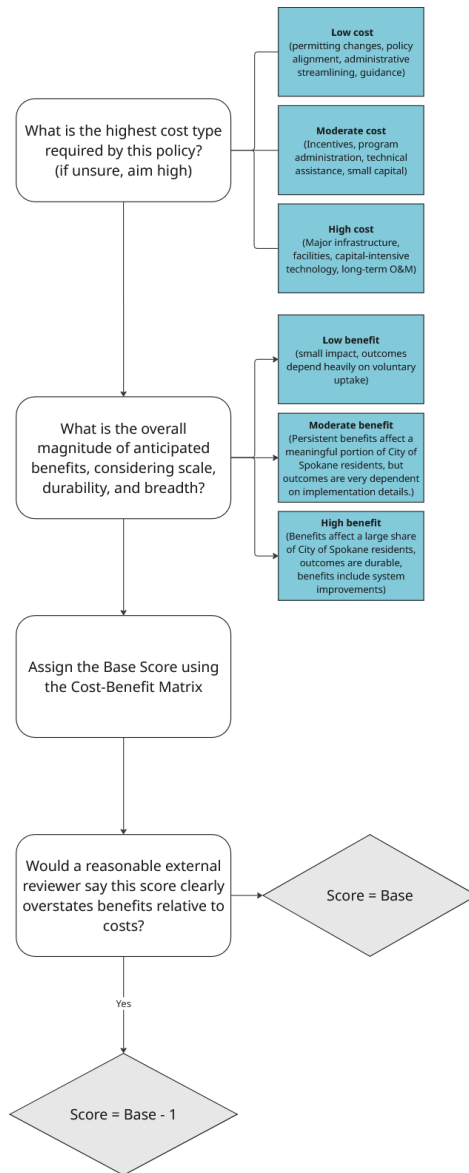 Low cost
(permitting changes, policy
alignment, administrative
streamlining, guidance)
What is the highest cost type
required by this policy?
(if unsure, aim high)
Moderate cost
(Incentives, program
administration, technical
assistance, small capital)
High cost
(Major infrastructure,
facilities, capital-intensive
technology, long-term O&M)
Low benefit
(small impact, outcomes
depend heavily on voluntary
uptake)
What is the overall
magnitude of anticipated
benefits, considering scale,
durability, and breadth?
Moderate benefit
(Persistent benefits affect a
meaningful portion of City of
Spokane residents, but
outcomes are very dependent
on implementation details.)
High benefit
(Benefits affect a large share
of City of Spokane residents,
outcomes are durable,
benefits include system
improvements)
Assign the Base Score using
the Cost-Benefit Matrix
Would a reasonable external
reviewer say this score clearly
overstates benefits relative to
costs?
Score = Base
Yes
Score = Base - 1